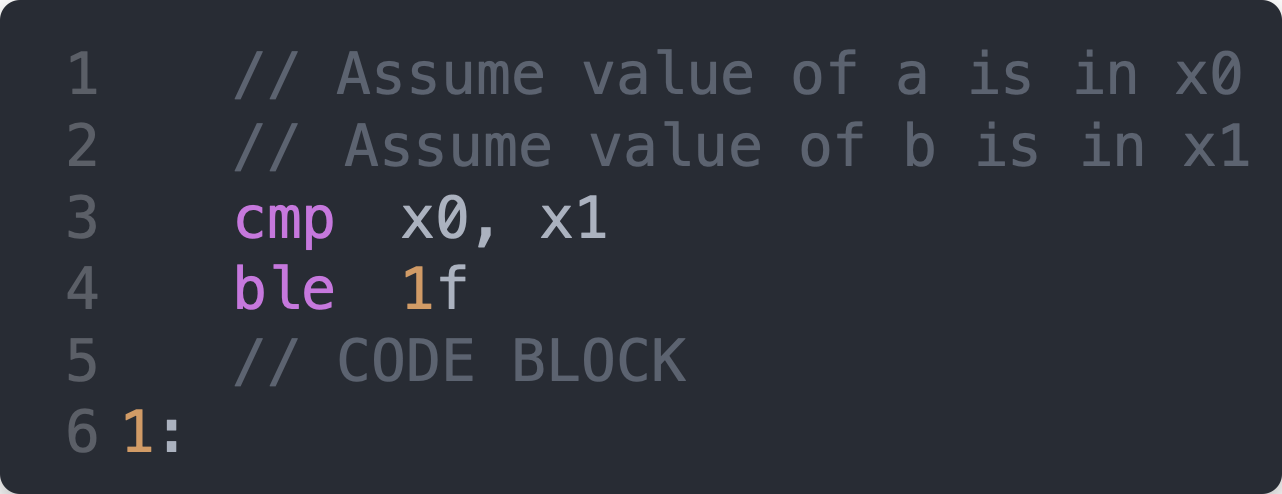 1 // Assume value of a is in x0
2 // Assume value of b is in x1
3 cmp x0, x1
4 ble 1f
5 // CODE BLOCK
6 1: